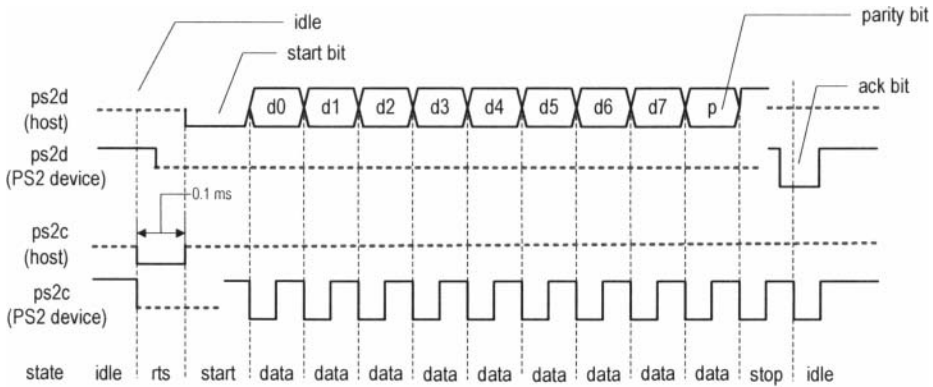 idle
parity bit
start bit
ack bit
ps2d
(host)
d0 d1 d2 d3 d4 d5 d6 d7 p
ps2d
(PS2 device)
0.1 ms
ps2c
(host)
ps2c
(PS2 device)
state idle rts start data data data data data data data data data stop idle